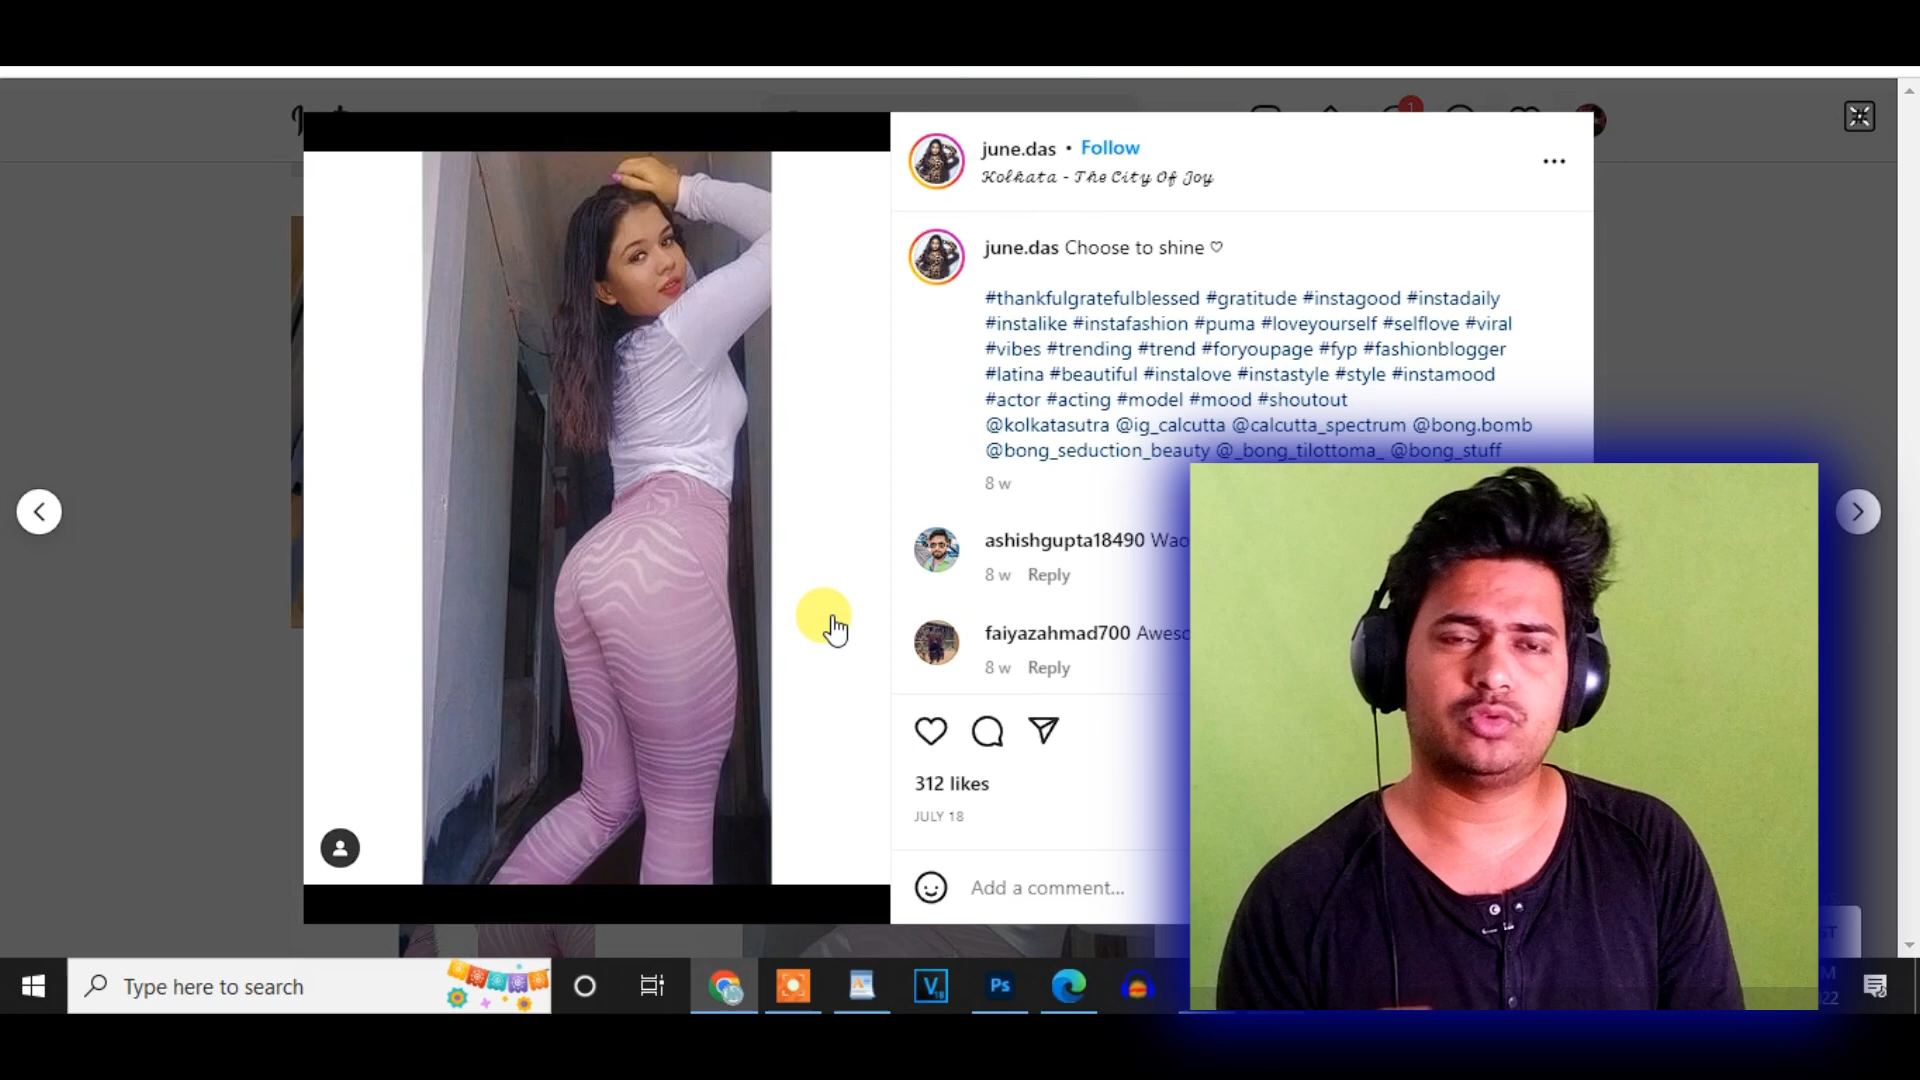 1
june.das • Follow
Kolkata - The City Of Joy
june.das Choose to shine ♡
#thankfulgratefulblessed #gratitude #instagood #instadaily
#instalike #instafashion #puma #loveyourself #selflove #viral
#vibes #trending #trend #foryoupage #fyp #fashionblogger
#latina #beautiful #instalove #instastyle #style #instamood
#actor #acting #model #mood #shoutout
@kolkatasutra @ig_calcutta @calcutta_spectrum @bong.bomb
@bong_seduction_beauty @_bong_tilottoma_ @bong_stuff
8 w
ashishgupta18490
8 w Reply
faiyazahmad700
8 w Reply
312 likes
JULY 18
Add a comment...
Type here to search
Ps